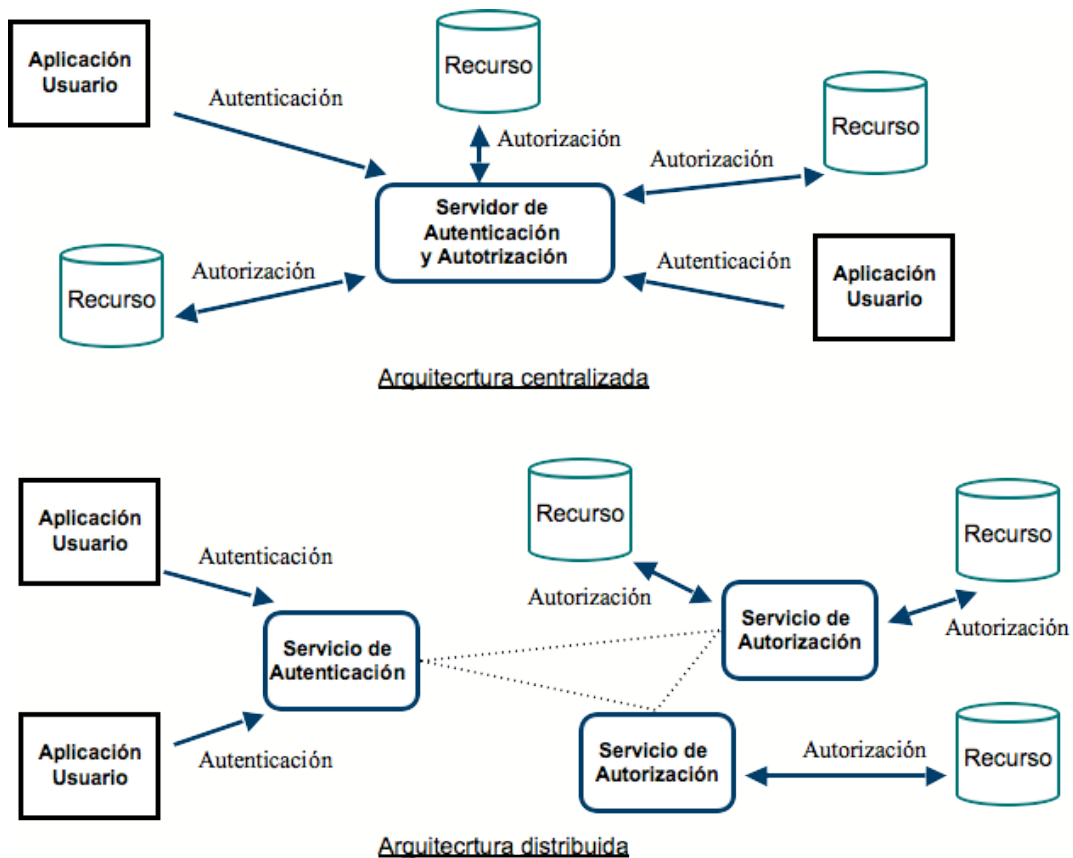 Aplicación
Usuario
Recurso
Autenticación
Autorización
Recurso
Autorización
Servidor de
Autenticación
y Autotrización
Recurso
Autorización
Autenticación
Aplicación
Usuario
Arquitecrtura centralizada
Aplicación
Usuario
Autenticación
Recurso
Recurso
Autorización
Servicio de
Autorización
Autorización
Servicio de
Autenticación
Aplicación
Usuario
Autenticación
Servicio de
Autorización
Autorización
Recurso
Arquitecrtura distribuida